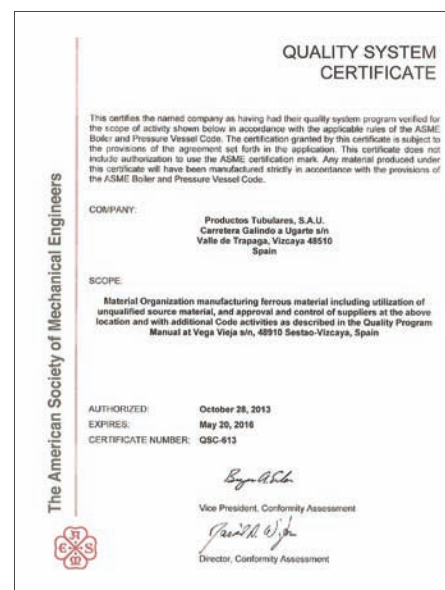 QUALITY SYSTEM
CERTIFICATE
This certifies the named company as having had their quality system program verified for
the scope of activity shown below in accordance with the applicable rules of the ASME
Boiler and Pressure Vessel Code. The certification granted by this certificate is subject to
the provisions of the agreement set forth in the application. This certificate does not
include authorization to use the ASME certification mark. Any material produced under
this certificate will have been manufactured strictly in accordance with the provisions of
the ASME Boiler and Pressure Vessel Code.
COMPANY:
Productos Tubulares, S.A.U.
Carretera Galindo a Ugarte s/n
Valle de Trapaga, Vizcaya 48510
Spain
SCOPE:
Material Organization manufacturing ferrous material including utilization of
unqualified source material, and approval and control of suppliers at the above
location and with additional Code activities as described in the Quality Program
Manual at Vega Vieja s/n, 48910 Sestao-Vizcaya, Spain
AUTHORIZED: October 28, 2013
EXPIRES: May 20, 2016
CERTIFICATE NUMBER: QSC-613
Vice President, Conformity Assessment
Director, Conformity Assessment
The American Society of Mechanical Engineers